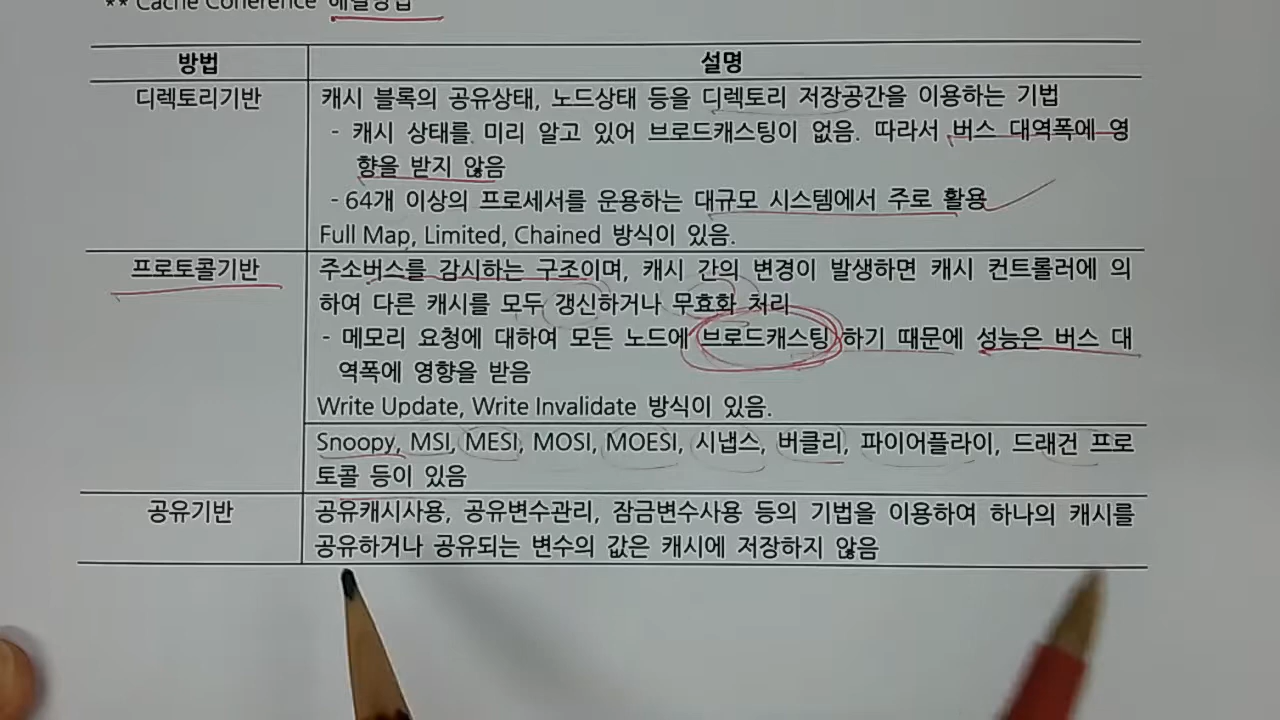 ** Cache Coherence 해결방법
방법 설명
디렉토리기반 캐시 블록의 공유상태, 노드상태 등을 디렉토리 저장공간을 이용하는 기법
- 캐시 상태를 미리 알고 있어 브로드캐스팅이 없음. 따라서 버스 대역폭에 영
향을 받지 않음
- 64개 이상의 프로세서를 운용하는 대규모 시스템에서 주로 활용
Full Map, Limited, Chained 방식이 있음.
프로토콜기반 주소버스를 감시하는 구조이며, 캐시 간의 변경이 발생하면 캐시 컨트롤러에 의
하여 다른 캐시를 모두 갱신하거나 무효화 처리
- 메모리 요청에 대하여 모든 노드에 브로드캐스팅 하기 때문에 성능은 버스 대
역폭에 영향을 받음
Write Update, Write Invalidate 방식이 있음.
Snoopy, MSI, MESI, MOSI, MOESI, 시냅스, 버클리, 파이어플라이, 드래건 프로
토콜 등이 있음
공유기반 공유캐시사용, 공유변수관리, 잠금변수사용 등의 기법을 이용하여 하나의 캐시를
공유하거나 공유되는 변수의 값은 캐시에 저장하지 않음